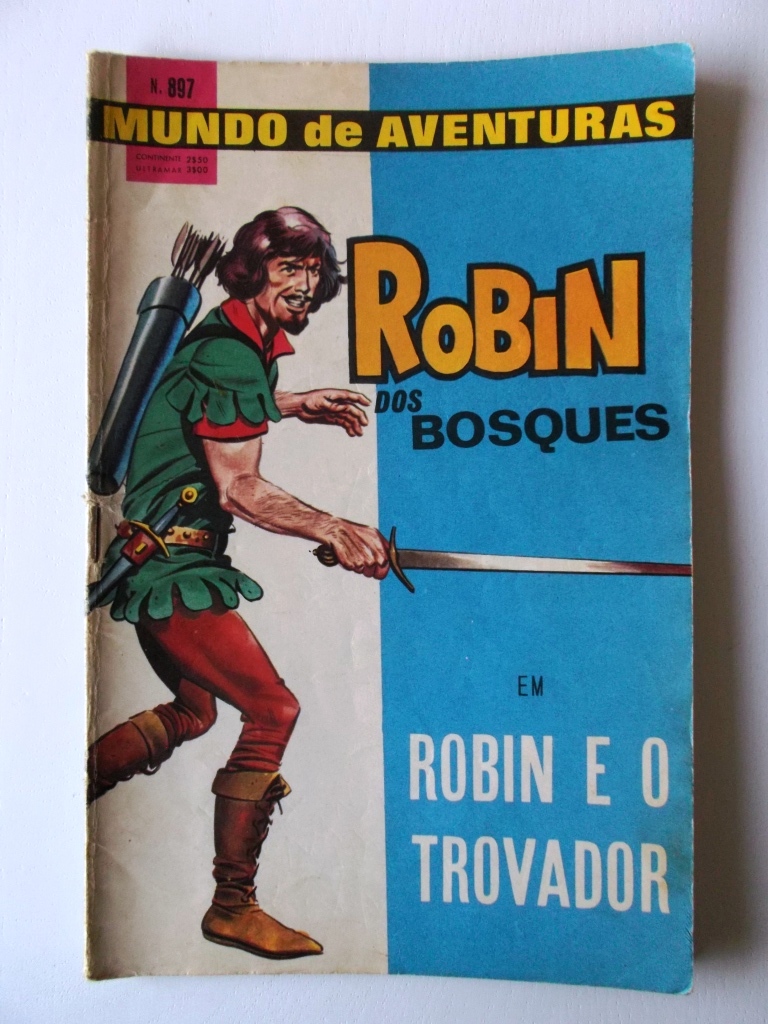 N. 897
MUNDO de AVENTURAS
CONTINENTE 2$50
ULTRAMAR 3$00
ROBIN
DOS
BOSQUES
EM
ROBIN E O
TROVADOR